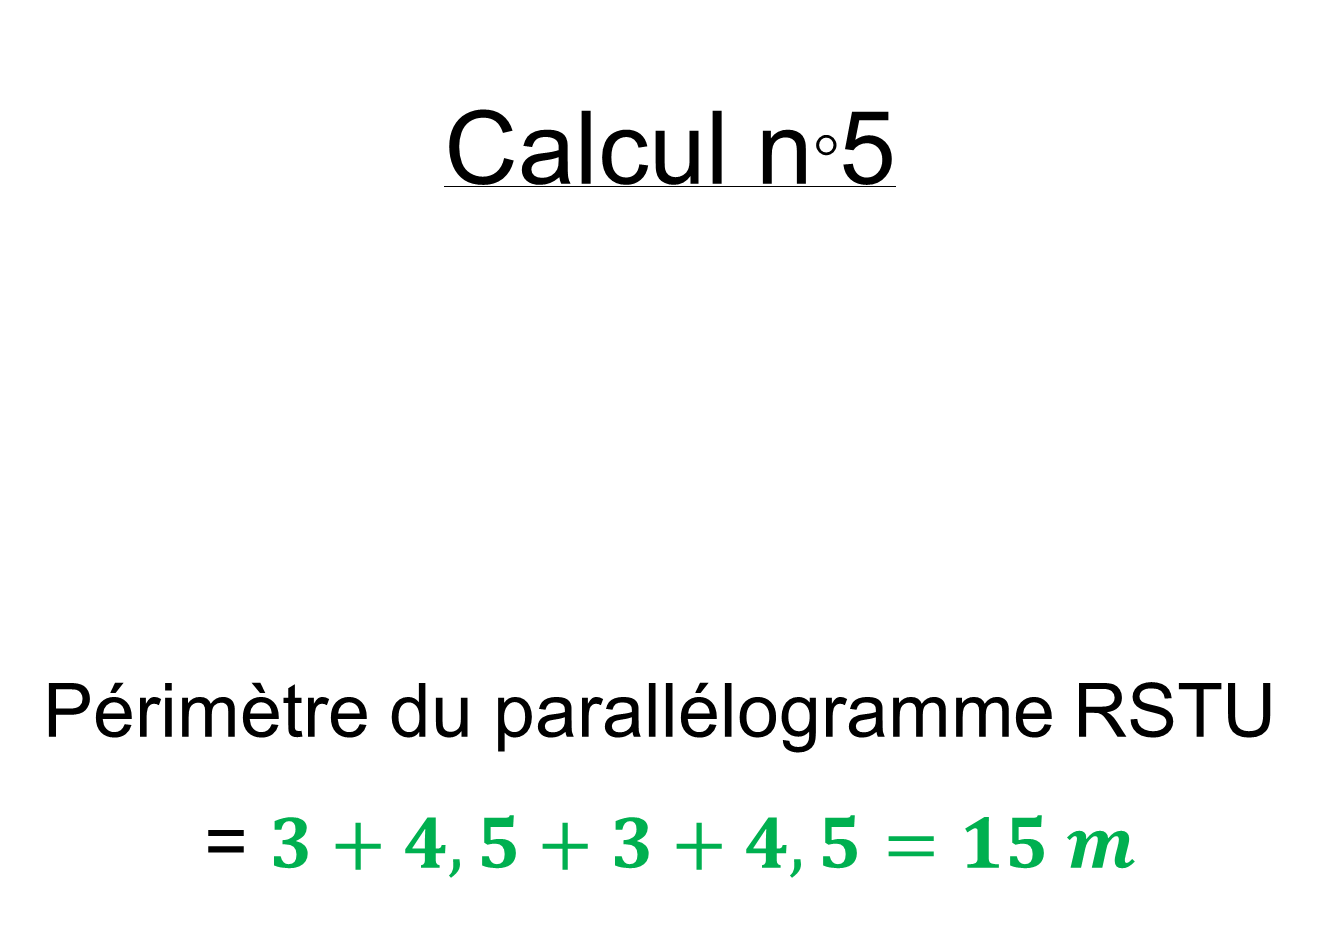 Calcul n°5
Périmètre du parallélogramme RSTU
= 3 + 4, 5 + 3 + 4, 5 = 15 m